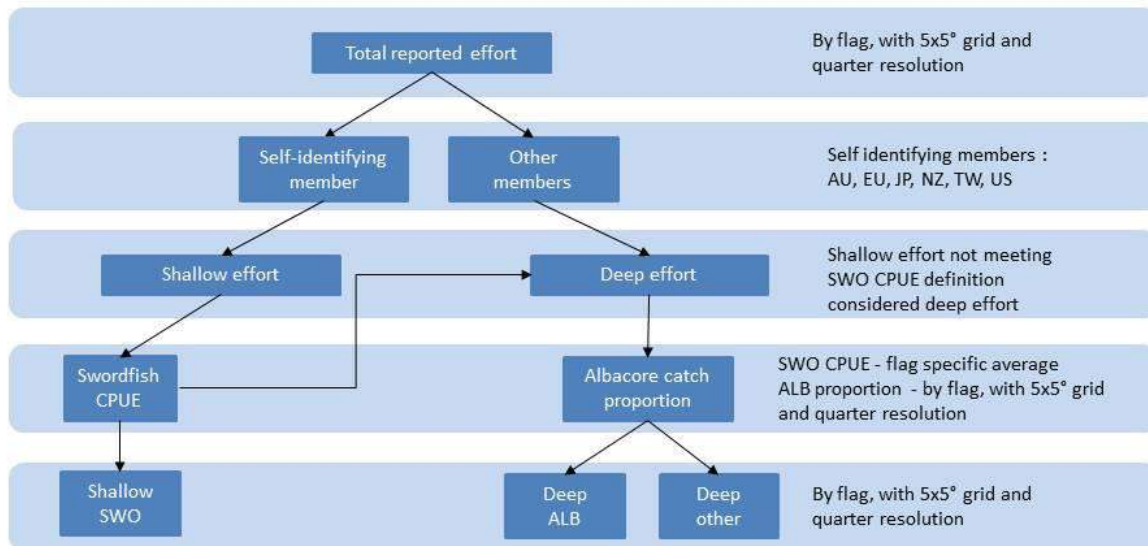 Total reported effort
By flag, with 5x5° grid and
quarter resolution
Self-identifying
member
Other
members
Self identifying members :
AU, EU, JP, NZ, TW, US
Shallow effort
Deep effort
Shallow effort not meeting
SWO CPUE definition
considered deep effort
Swordfish
CPUE
Albacore catch
proportion
SWO CPUE - flag specific average
ALB proportion - by flag, with 5x5° grid
and quarter resolution
Shallow
SWO
Deep
ALB
Deep
other
By flag, with 5x5° grid and
quarter resolution